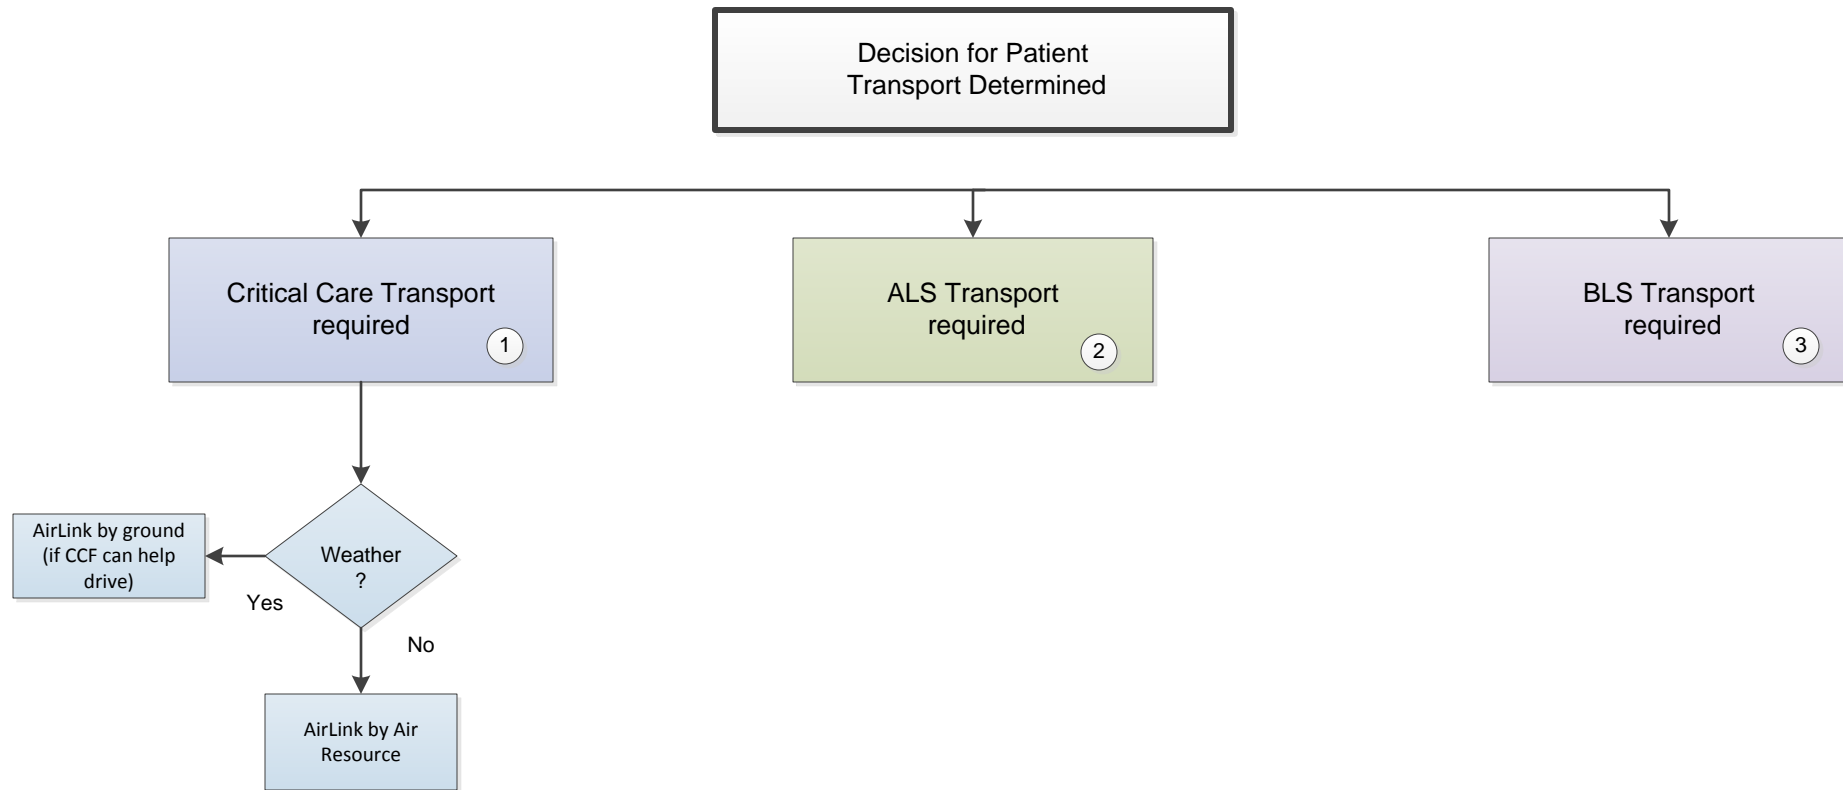 Decision for Patient
Transport Determined
Critical Care Transport
required
1
ALS Transport
required
2
BLS Transport
required
3
AirLink by ground
(if CCF can help
drive)
Weather
?
Yes
No
AirLink by Air
Resource